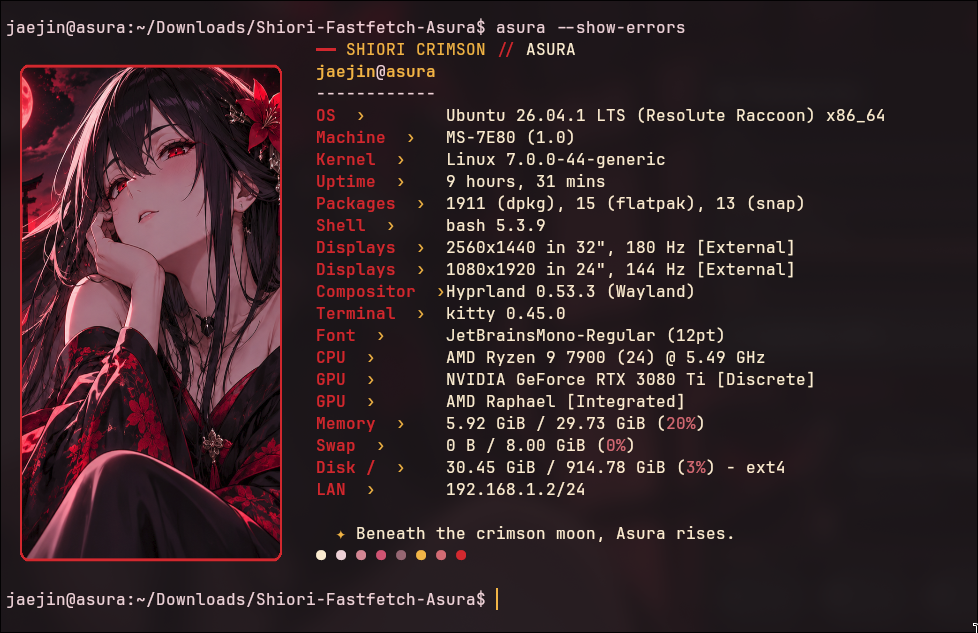 jaejin@asura:~/Downloads/Shiori-Fastfetch-Asura$ asura --show-errors
━━ SHIORI CRIMSON // ASURA
jaejin@asura
------------
OS › Ubuntu 26.04.1 LTS (Resolute Raccoon) x86_64
Machine › MS-7E80 (1.0)
Kernel › Linux 7.0.0-44-generic
Uptime › 9 hours, 31 mins
Packages › 1911 (dpkg), 15 (flatpak), 13 (snap)
Shell › bash 5.3.9
Displays › 2560x1440 in 32", 180 Hz [External]
Displays › 1080x1920 in 24", 144 Hz [External]
Compositor ›Hyprland 0.53.3 (Wayland)
Terminal › kitty 0.45.0
Font › JetBrainsMono-Regular (12pt)
CPU › AMD Ryzen 9 7900 (24) @ 5.49 GHz
GPU › NVIDIA GeForce RTX 3080 Ti [Discrete]
GPU › AMD Raphael [Integrated]
Memory › 5.92 GiB / 29.73 GiB (20%)
Swap › 0 B / 8.00 GiB (0%)
Disk / › 30.45 GiB / 914.78 GiB (3%) - ext4
LAN › 192.168.1.2/24
✦ Beneath the crimson moon, Asura rises.
jaejin@asura:~/Downloads/Shiori-Fastfetch-Asura$